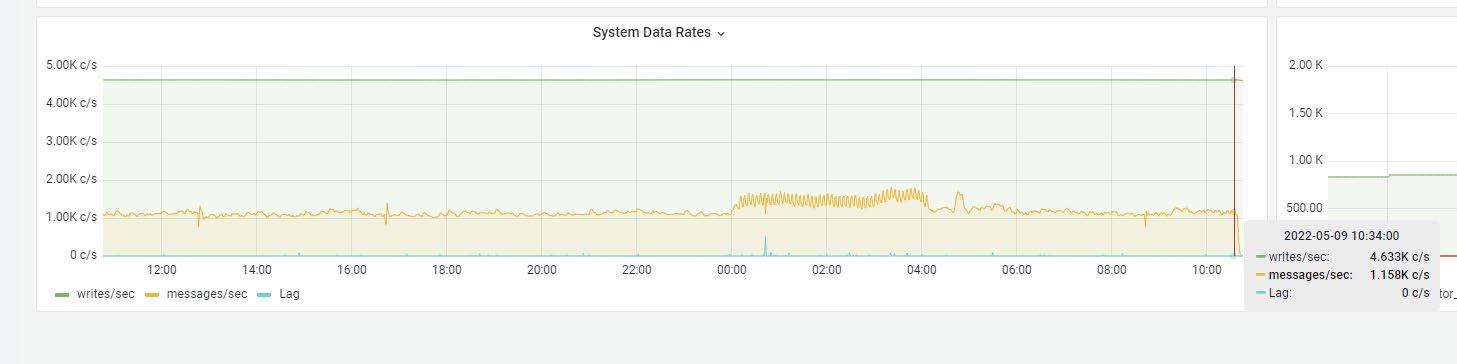 System Data Rates
5.00K c/s
4.00K c/s
3.00K c/s
2.00K c/s
1.00K c/s
0 c/s
12:00 14:00 16:00 18:00 20:00 22:00 00:00 02:00 04:00 06:00 08:00 10:00
writes/sec messages/sec Lag
2.00 K
1.50 K
1.00 K
500.00
2022-05-09 10:34:00
writes/sec: 4.633K c/s
messages/sec: 1.158K c/s
Lag: 0 c/s
tor_